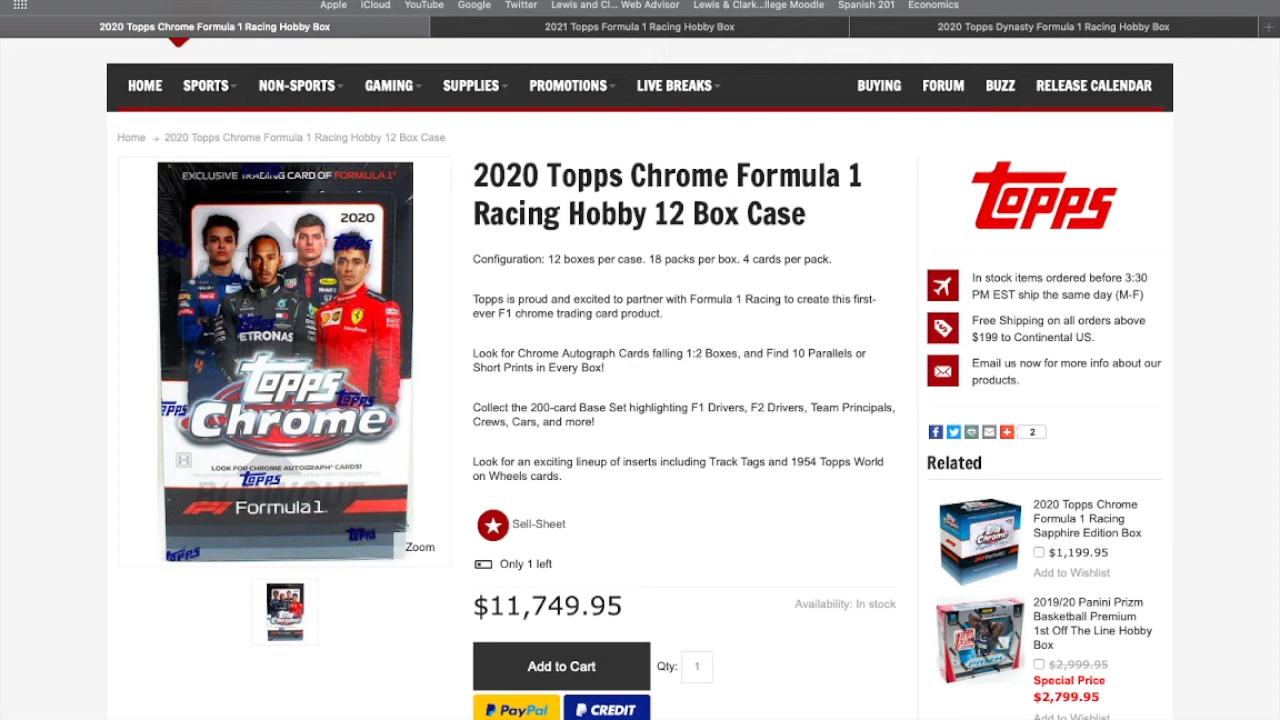 Apple iCloud YouTube Google Twitter Lewis and Cl... Web Advisor Lewis & Clark...llege Moodle Spanish 201 Economics
2020 Topps Chrome Formula 1 Racing Hobby Box
2021 Topps Formula 1 Racing Hobby Box
2020 Topps Dynasty Formula 1 Racing Hobby Box
HOME SPORTS NON-SPORTS GAMING SUPPLIES PROMOTIONS LIVE BREAKS BUYING FORUM BUZZ RELEASE CALENDAR
Home → 2020 Topps Chrome Formula 1 Racing Hobby 12 Box Case
EXCLUSIVE TRADING CARD OF FORMULA 1
2020
PETRONAS
Topps
Chrome
LOOK FOR CHROME AUTOGRAPH CARDS!
Formula 1
Zoom
2020 Topps Chrome Formula 1
Racing Hobby 12 Box Case
Configuration: 12 boxes per case. 18 packs per box. 4 cards per pack.
Topps is proud and excited to partner with Formula 1 Racing to create this first-
ever F1 chrome trading card product.
Look for Chrome Autograph Cards falling 1:2 Boxes, and Find 10 Parallels or
Short Prints in Every Box!
Collect the 200-card Base Set highlighting F1 Drivers, F2 Drivers, Team Principals,
Crews, Cars, and more!
Look for an exciting lineup of inserts including Track Tags and 1954 Topps World
on Wheels cards.
Sell-Sheet
Only 1 left
$11,749.95
Availability: In stock
Add to Cart
Qty: 1
PayPal
CREDIT
Topps
In stock items ordered before 3:30
PM EST ship the same day (M-F)
Free Shipping on all orders above
$199 to Continental US.
Email us now for more info about our
products.
2
Related
2020 Topps Chrome
Formula 1 Racing
Sapphire Edition Box
$1,199.95
Add to Wishlist
2019/20 Panini Prizm
Basketball Premium
1st Off The Line Hobby
Box
$2,999.95
Special Price
$2,799.95
Add to Wishlist